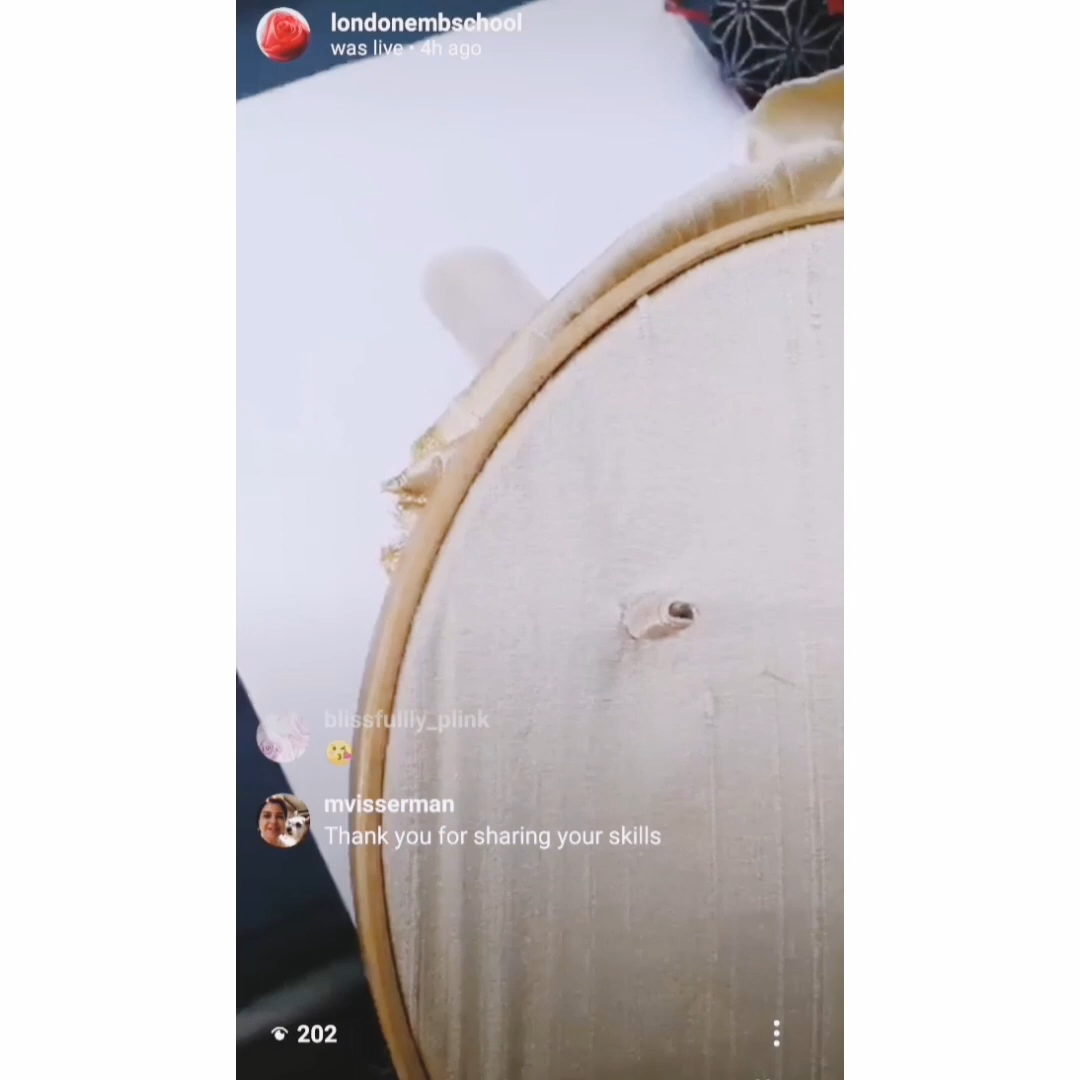 londonembschool
was live • 4h ago
blissfullly_plink
😘
mvisserman
Thank you for sharing your skills
202